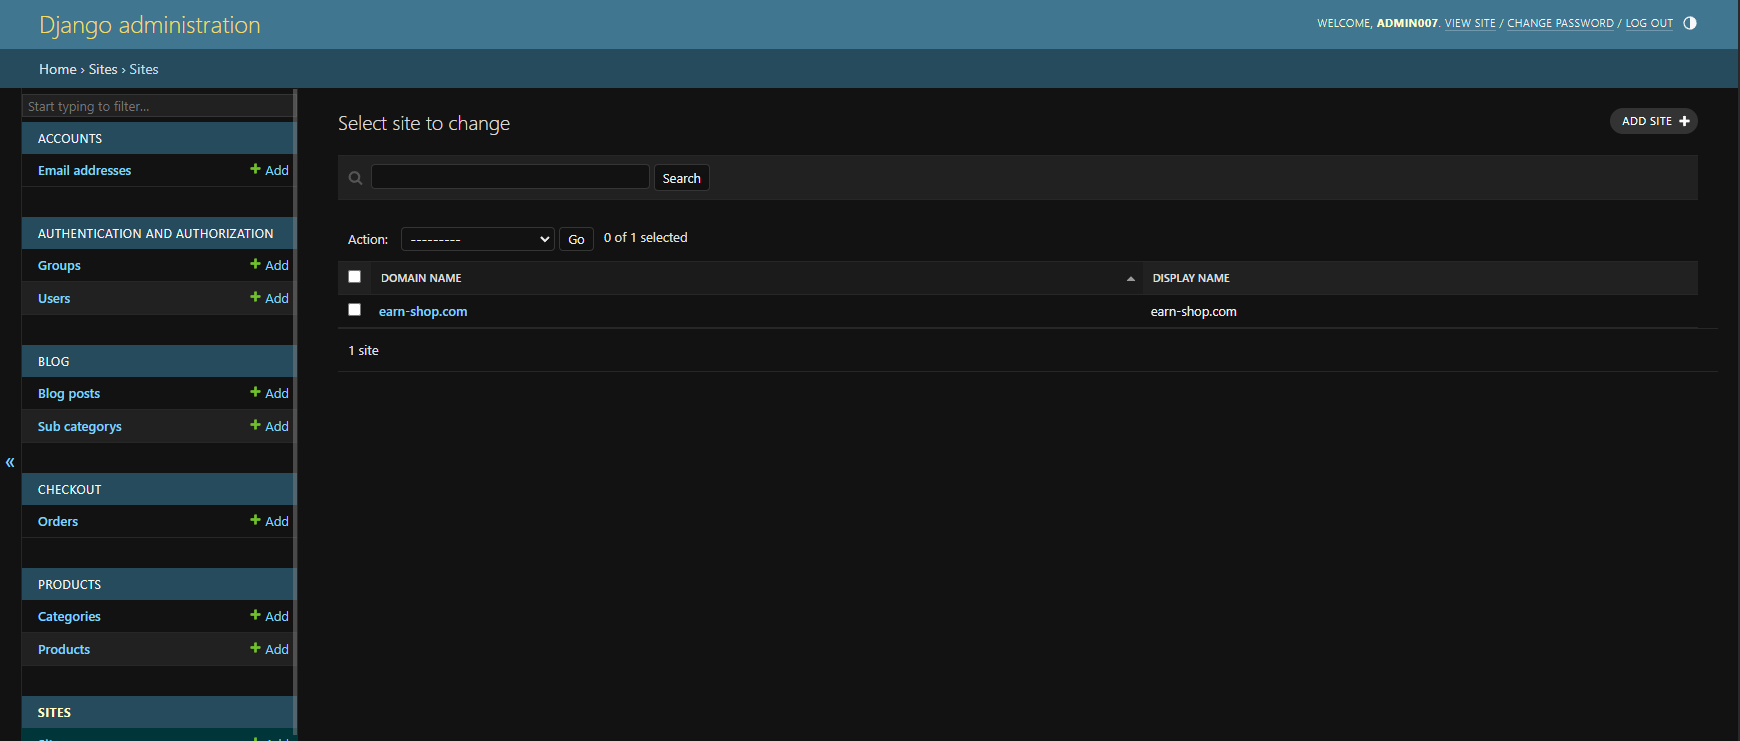 Django administration
WELCOME, ADMIN007. VIEW SITE / CHANGE PASSWORD / LOG OUT
Home › Sites › Sites
Start typing to filter...
ACCOUNTS
Email addresses + Add
AUTHENTICATION AND AUTHORIZATION
Groups + Add
Users + Add
BLOG
Blog posts + Add
Sub categorys + Add
«
CHECKOUT
Orders + Add
PRODUCTS
Categories + Add
Products + Add
SITES
Select site to change
ADD SITE +
Search
Action: --------- Go 0 of 1 selected
DOMAIN NAME DISPLAY NAME
earn-shop.com earn-shop.com
1 site